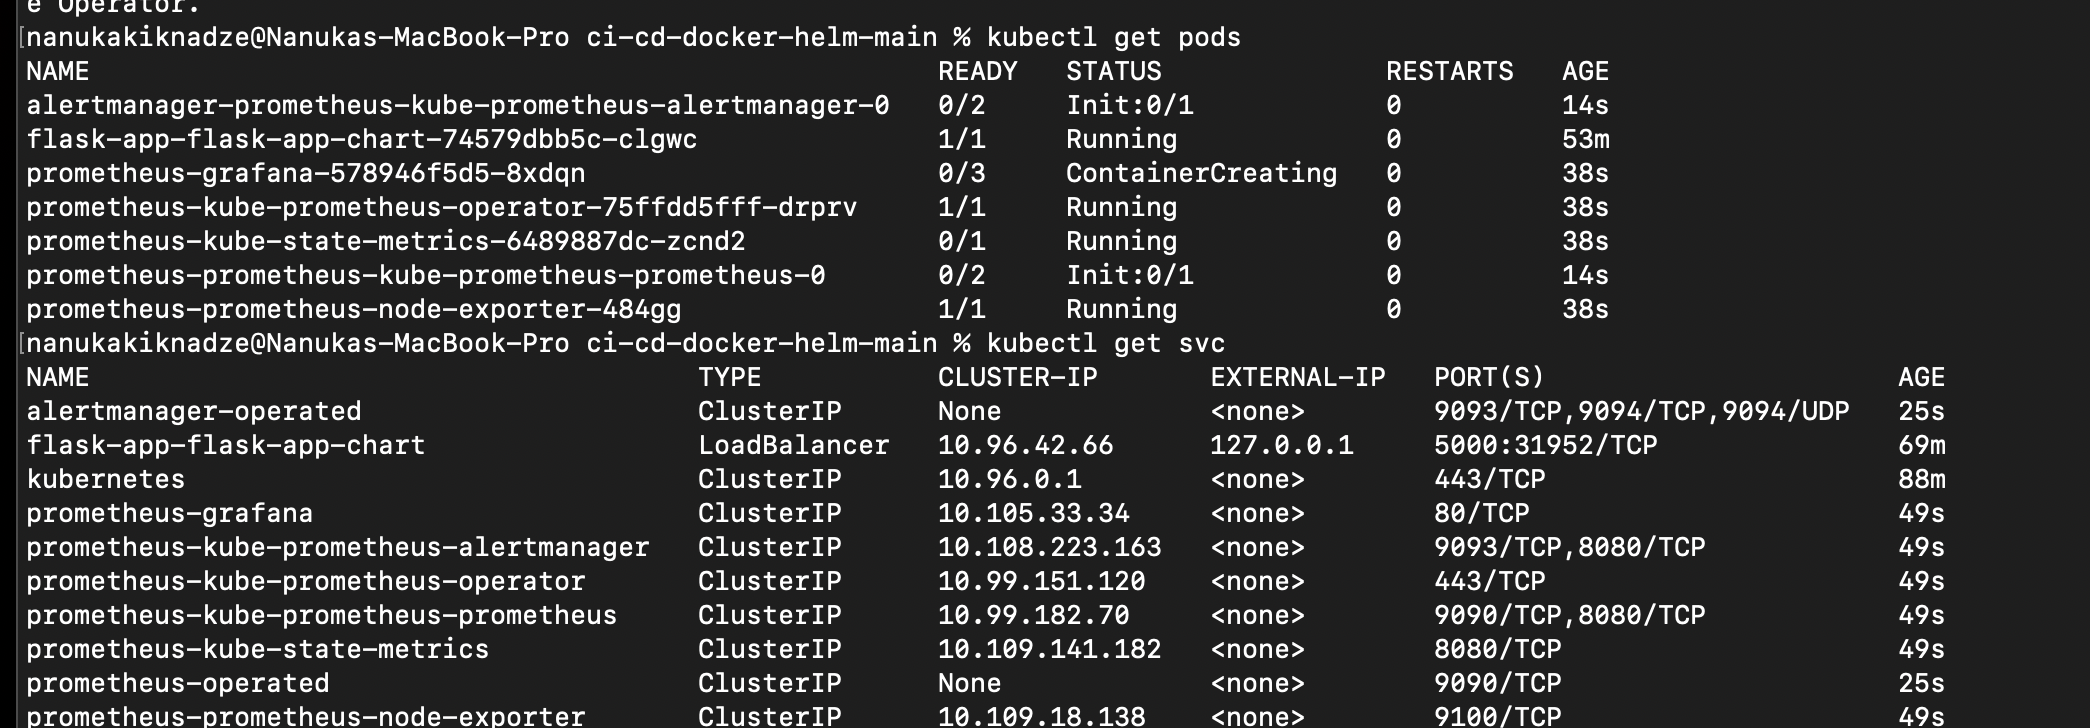 e Operator.
[nanukakiknadze@Nanukas-MacBook-Pro ci-cd-docker-helm-main % kubectl get pods
NAME READY STATUS RESTARTS AGE
alertmanager-prometheus-kube-prometheus-alertmanager-0 0/2 Init:0/1 0 14s
flask-app-flask-app-chart-74579dbb5c-clgwc 1/1 Running 0 53m
prometheus-grafana-578946f5d5-8xdqn 0/3 ContainerCreating 0 38s
prometheus-kube-prometheus-operator-75ffdd5fff-drprv 1/1 Running 0 38s
prometheus-kube-state-metrics-6489887dc-zcnd2 0/1 Running 0 38s
prometheus-prometheus-kube-prometheus-prometheus-0 0/2 Init:0/1 0 14s
prometheus-prometheus-node-exporter-484gg 1/1 Running 0 38s
[nanukakiknadze@Nanukas-MacBook-Pro ci-cd-docker-helm-main % kubectl get svc
NAME TYPE CLUSTER-IP EXTERNAL-IP PORT(S) AGE
alertmanager-operated ClusterIP None <none> 9093/TCP,9094/TCP,9094/UDP 25s
flask-app-flask-app-chart LoadBalancer 10.96.42.66 127.0.0.1 5000:31952/TCP 69m
kubernetes ClusterIP 10.96.0.1 <none> 443/TCP 88m
prometheus-grafana ClusterIP 10.105.33.34 <none> 80/TCP 49s
prometheus-kube-prometheus-alertmanager ClusterIP 10.108.223.163 <none> 9093/TCP,8080/TCP 49s
prometheus-kube-prometheus-operator ClusterIP 10.99.151.120 <none> 443/TCP 49s
prometheus-kube-prometheus-prometheus ClusterIP 10.99.182.70 <none> 9090/TCP,8080/TCP 49s
prometheus-kube-state-metrics ClusterIP 10.109.141.182 <none> 8080/TCP 49s
prometheus-operated ClusterIP None <none> 9090/TCP 25s
prometheus-prometheus-node-exporter ClusterIP 10.109.18.138 <none> 9100/TCP 49s